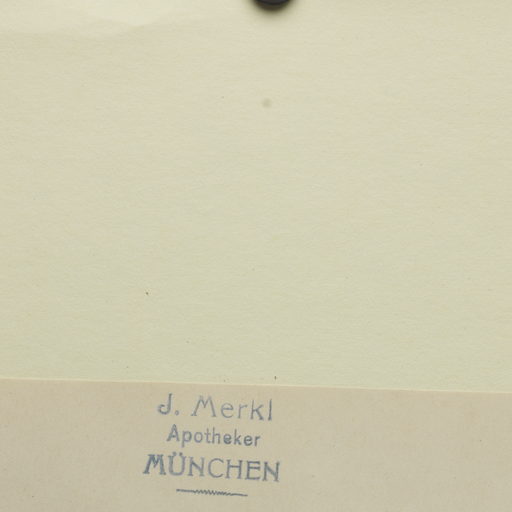 J. Merkl
Apotheker
MÜNCHEN